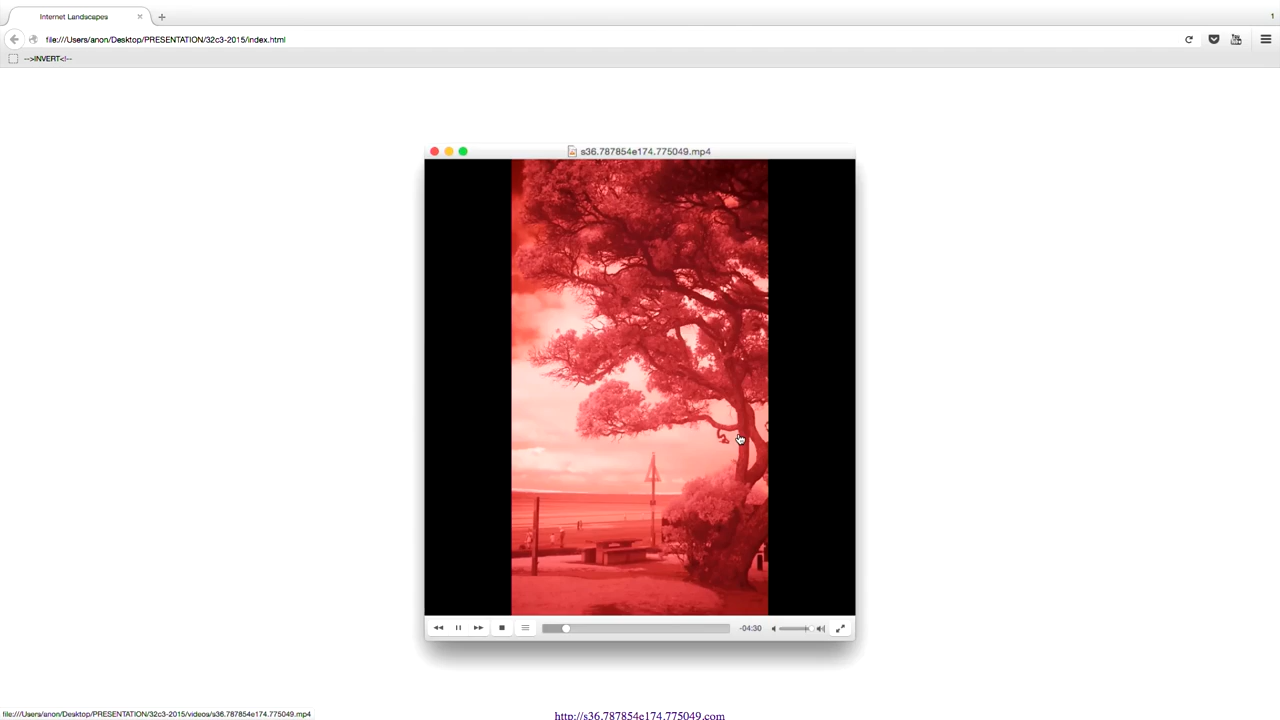 Internet Landscapes
1
file:///Users/anon/Desktop/PRESENTATION/32c3-2015/index.html
-->INVERT<!--
s36.787854e174.775049.mp4
-04:30
file:///Users/anon/Desktop/PRESENTATION/32c3-2015/videos/s36.787854e174.775049.mp4
http://s36.787854e174.775049.com